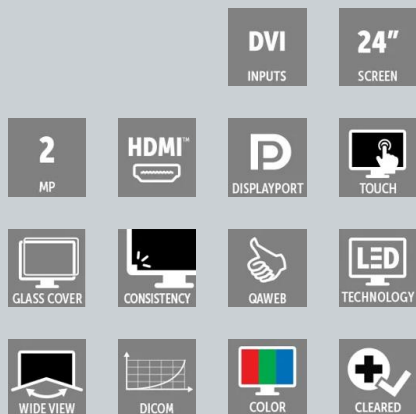 DVI
INPUTS
24"
SCREEN
2
MP
HDMI™
DISPLAYPORT
TOUCH
GLASS COVER
CONSISTENCY
QAWEB
LED
TECHNOLOGY
WIDE VIEW
DICOM
COLOR
CLEARED